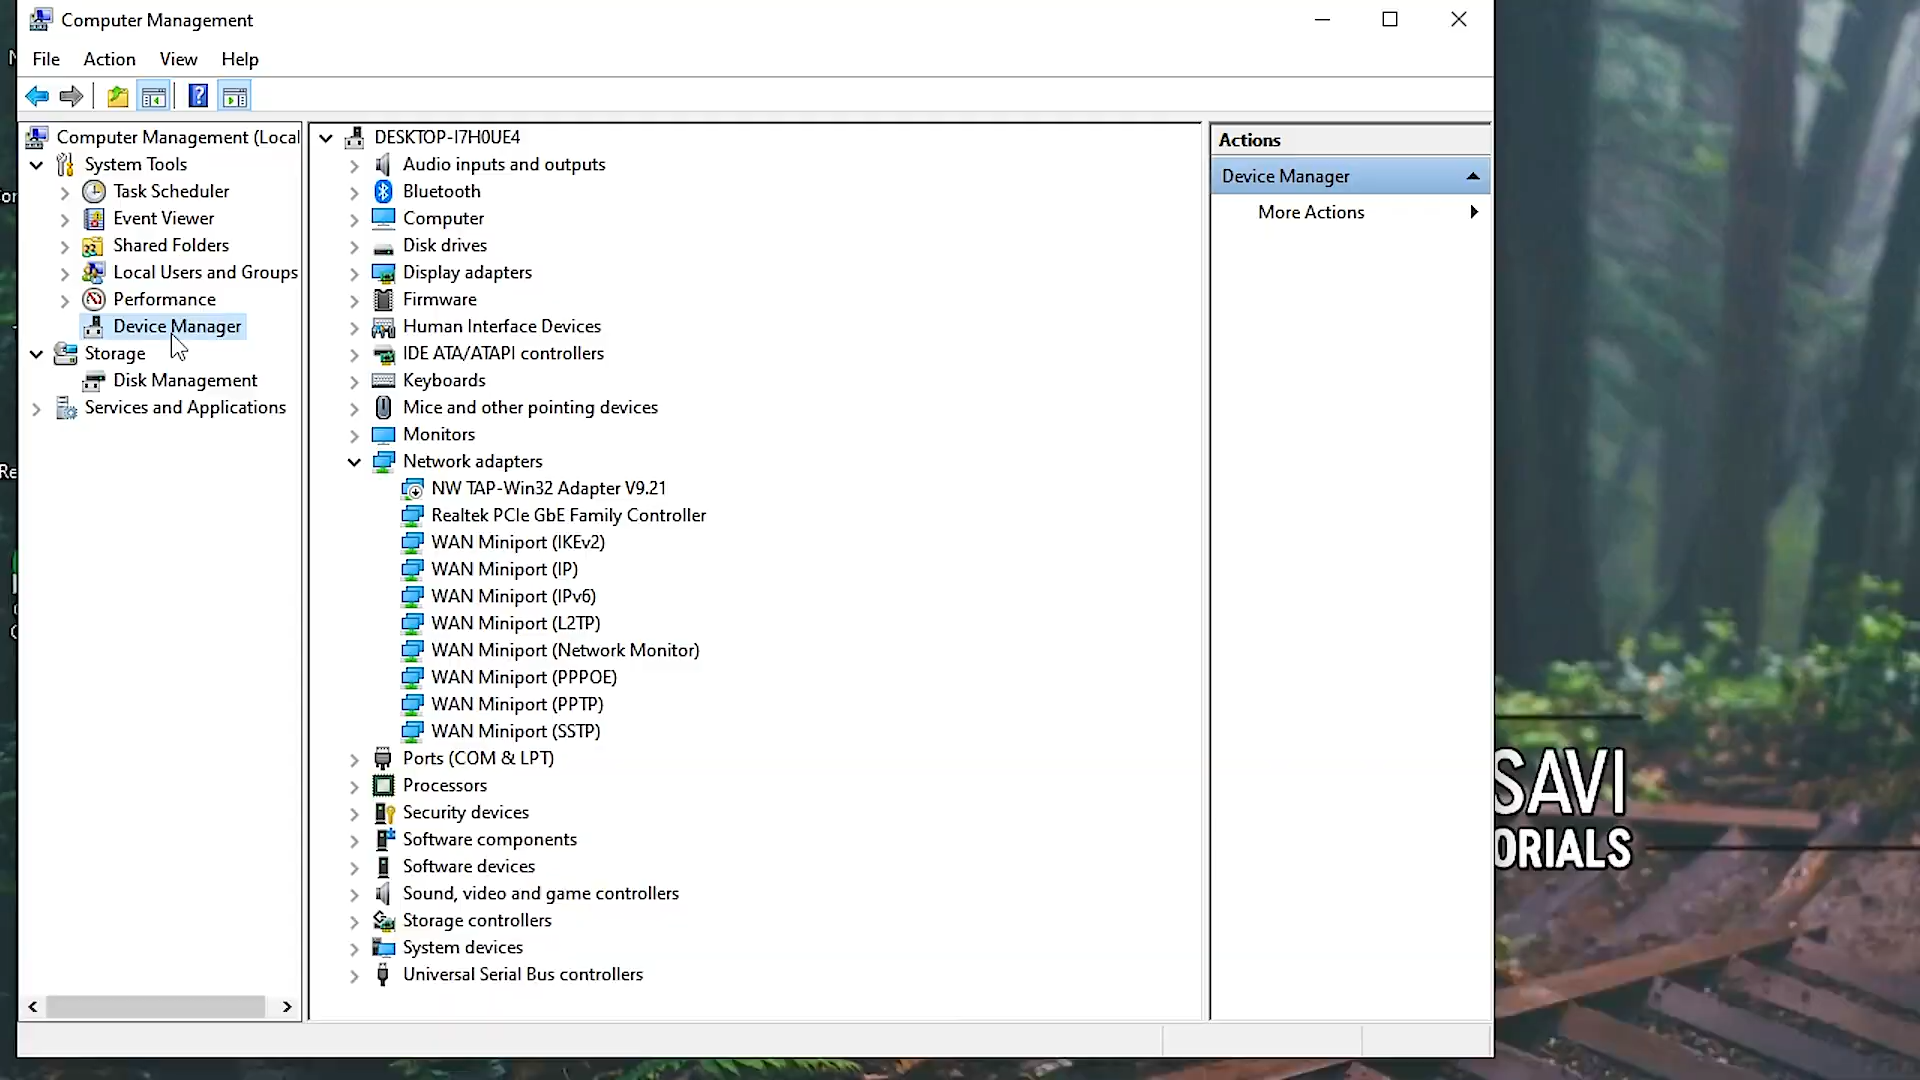 Computer Management
File Action View Help
Computer Management (Local
System Tools
Task Scheduler
Event Viewer
Shared Folders
Local Users and Groups
Performance
Device Manager
Storage
Disk Management
Services and Applications
DESKTOP-I7H0UE4
Audio inputs and outputs
Bluetooth
Computer
Disk drives
Display adapters
Firmware
Human Interface Devices
IDE ATA/ATAPI controllers
Keyboards
Mice and other pointing devices
Monitors
Network adapters
NW TAP-Win32 Adapter V9.21
Realtek PCIe GbE Family Controller
WAN Miniport (IKEv2)
WAN Miniport (IP)
WAN Miniport (IPv6)
WAN Miniport (L2TP)
WAN Miniport (Network Monitor)
WAN Miniport (PPPOE)
WAN Miniport (PPTP)
WAN Miniport (SSTP)
Ports (COM & LPT)
Processors
Security devices
Software components
Software devices
Sound, video and game controllers
Storage controllers
System devices
Universal Serial Bus controllers
Actions
Device Manager
More Actions
SAVI
ORIALS